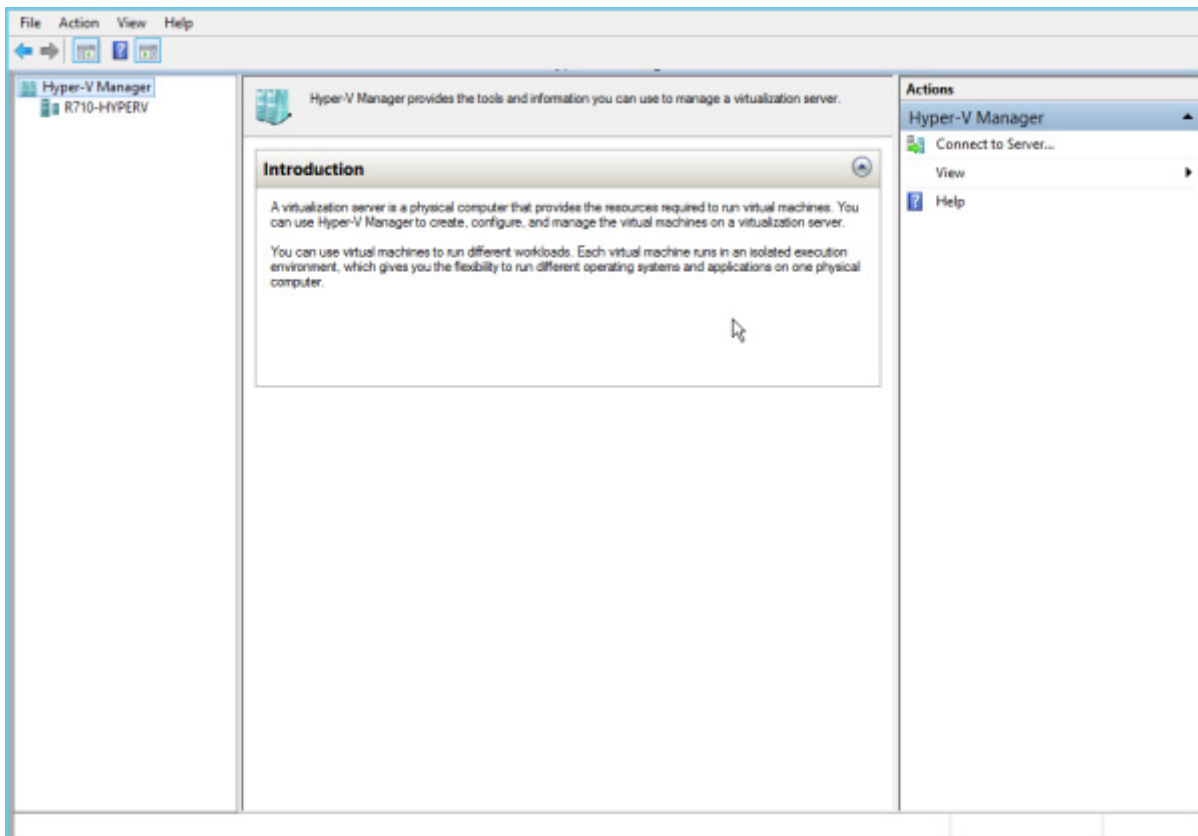 File Action View Help
Hyper-V Manager
R710-HYPERV
Hyper-V Manager provides the tools and information you can use to manage a virtualization server.
Introduction
A virtualization server is a physical computer that provides the resources required to run virtual machines. You
can use Hyper-V Manager to create, configure, and manage the virtual machines on a virtualization server.
You can use virtual machines to run different workloads. Each virtual machine runs in an isolated execution
environment, which gives you the flexibility to run different operating systems and applications on one physical
computer.
Actions
Hyper-V Manager
Connect to Server...
View
Help